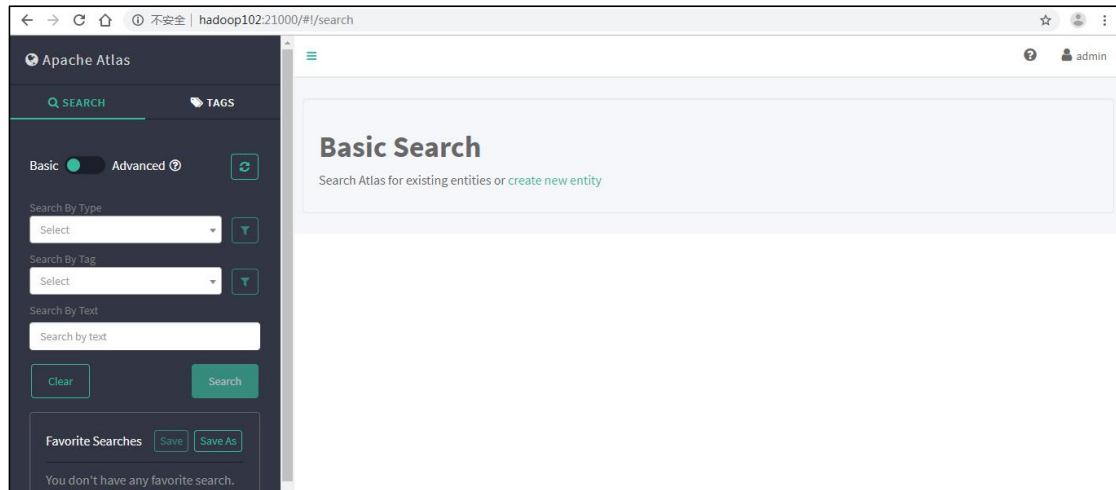 不安全 | hadoop102:21000/#!/search
Apache Atlas
admin
SEARCH
TAGS
Basic
Advanced
Basic Search
Search Atlas for existing entities or create new entity
Search By Type
Select
Search By Tag
Select
Search By Text
Search by text
Clear
Search
Favorite Searches
Save
Save As
You don't have any favorite search.